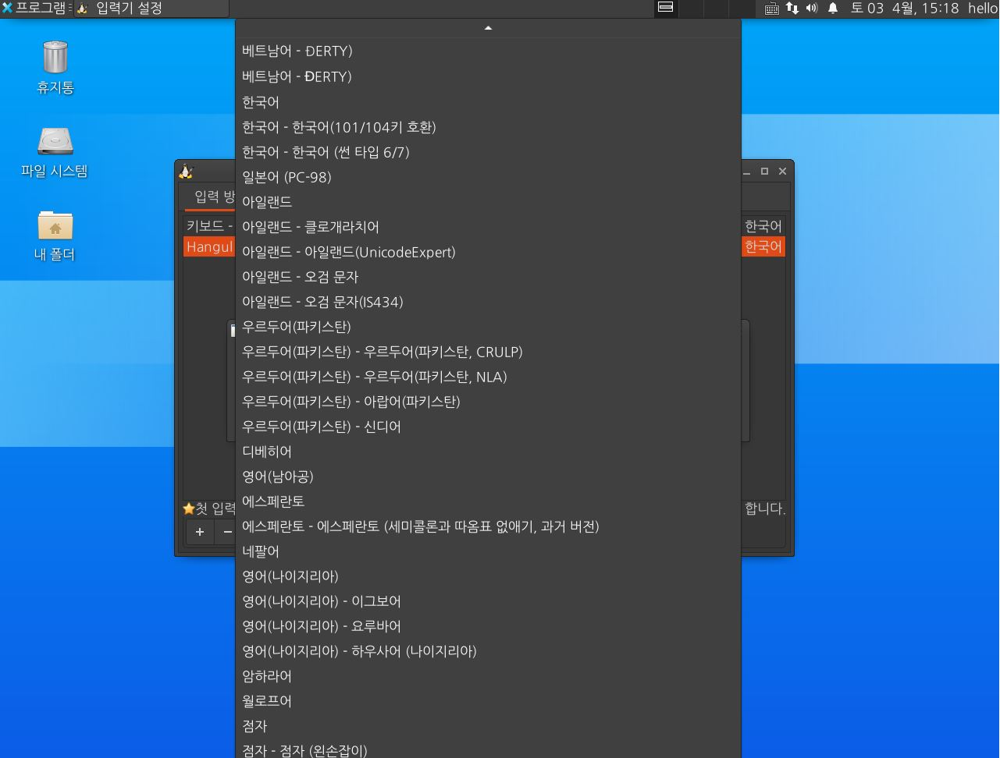 프로그램
입력기 설정
토 03 4월, 15:18
hello
휴지통
파일 시스템
내 폴더
베트남어 - ĐERTY)
베트남어 - ĐERTY)
한국어
한국어 - 한국어(101/104키 호환)
한국어 - 한국어 (썬 타입 6/7)
일본어 (PC-98)
아일랜드
아일랜드 - 클로개라치어
아일랜드 - 아일랜드(UnicodeExpert)
아일랜드 - 오검 문자
아일랜드 - 오검 문자(IS434)
우르두어(파키스탄)
우르두어(파키스탄) - 우르두어(파키스탄, CRULP)
우르두어(파키스탄) - 우르두어(파키스탄, NLA)
우르두어(파키스탄) - 아랍어(파키스탄)
우르두어(파키스탄) - 신디어
디베히어
영어(남아공)
에스페란토
에스페란토 - 에스페란토 (세미콜론과 따옴표 없애기, 과거 버전)
네팔어
영어(나이지리아)
영어(나이지리아) - 이그보어
영어(나이지리아) - 요루바어
영어(나이지리아) - 하우사어 (나이지리아)
암하라어
월로프어
점자
점자 - 점자 (왼손잡이)
입력 방
키보드 -
한국어
Hangul
한국어
첫 입력
합니다.